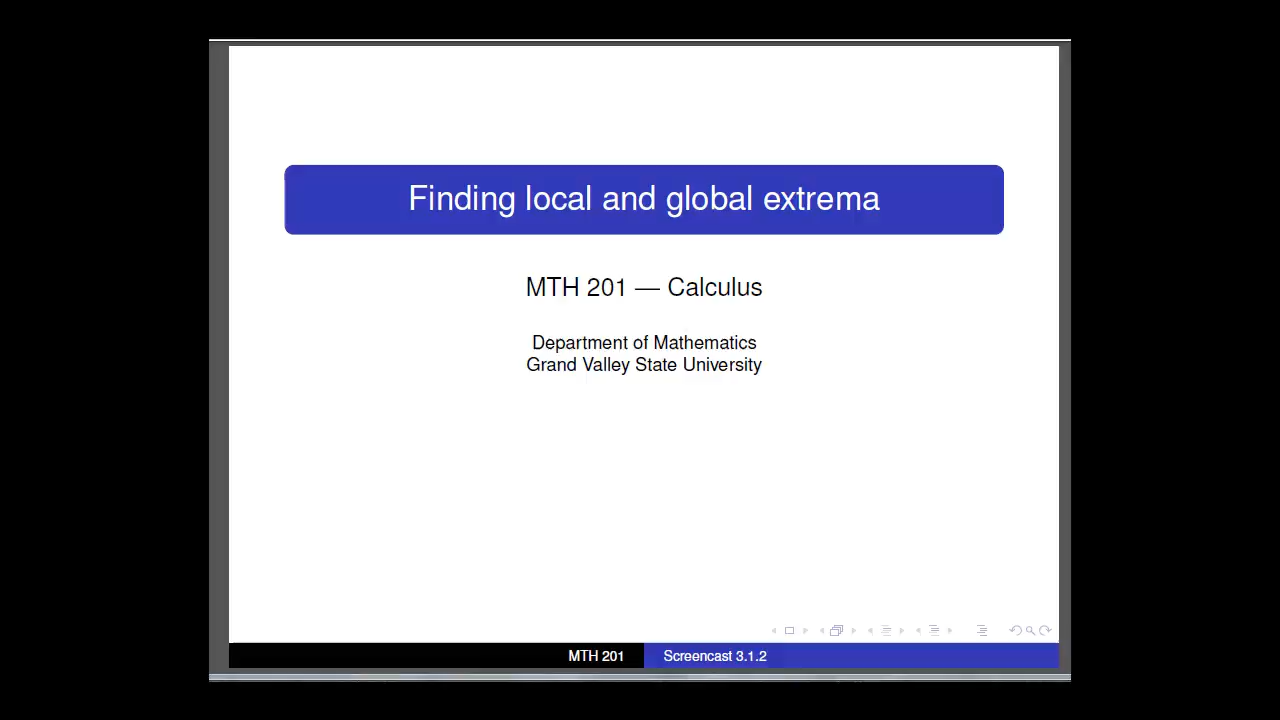 Finding local and global extrema
MTH 201 — Calculus
Department of Mathematics
Grand Valley State University
MTH 201
Screencast 3.1.2